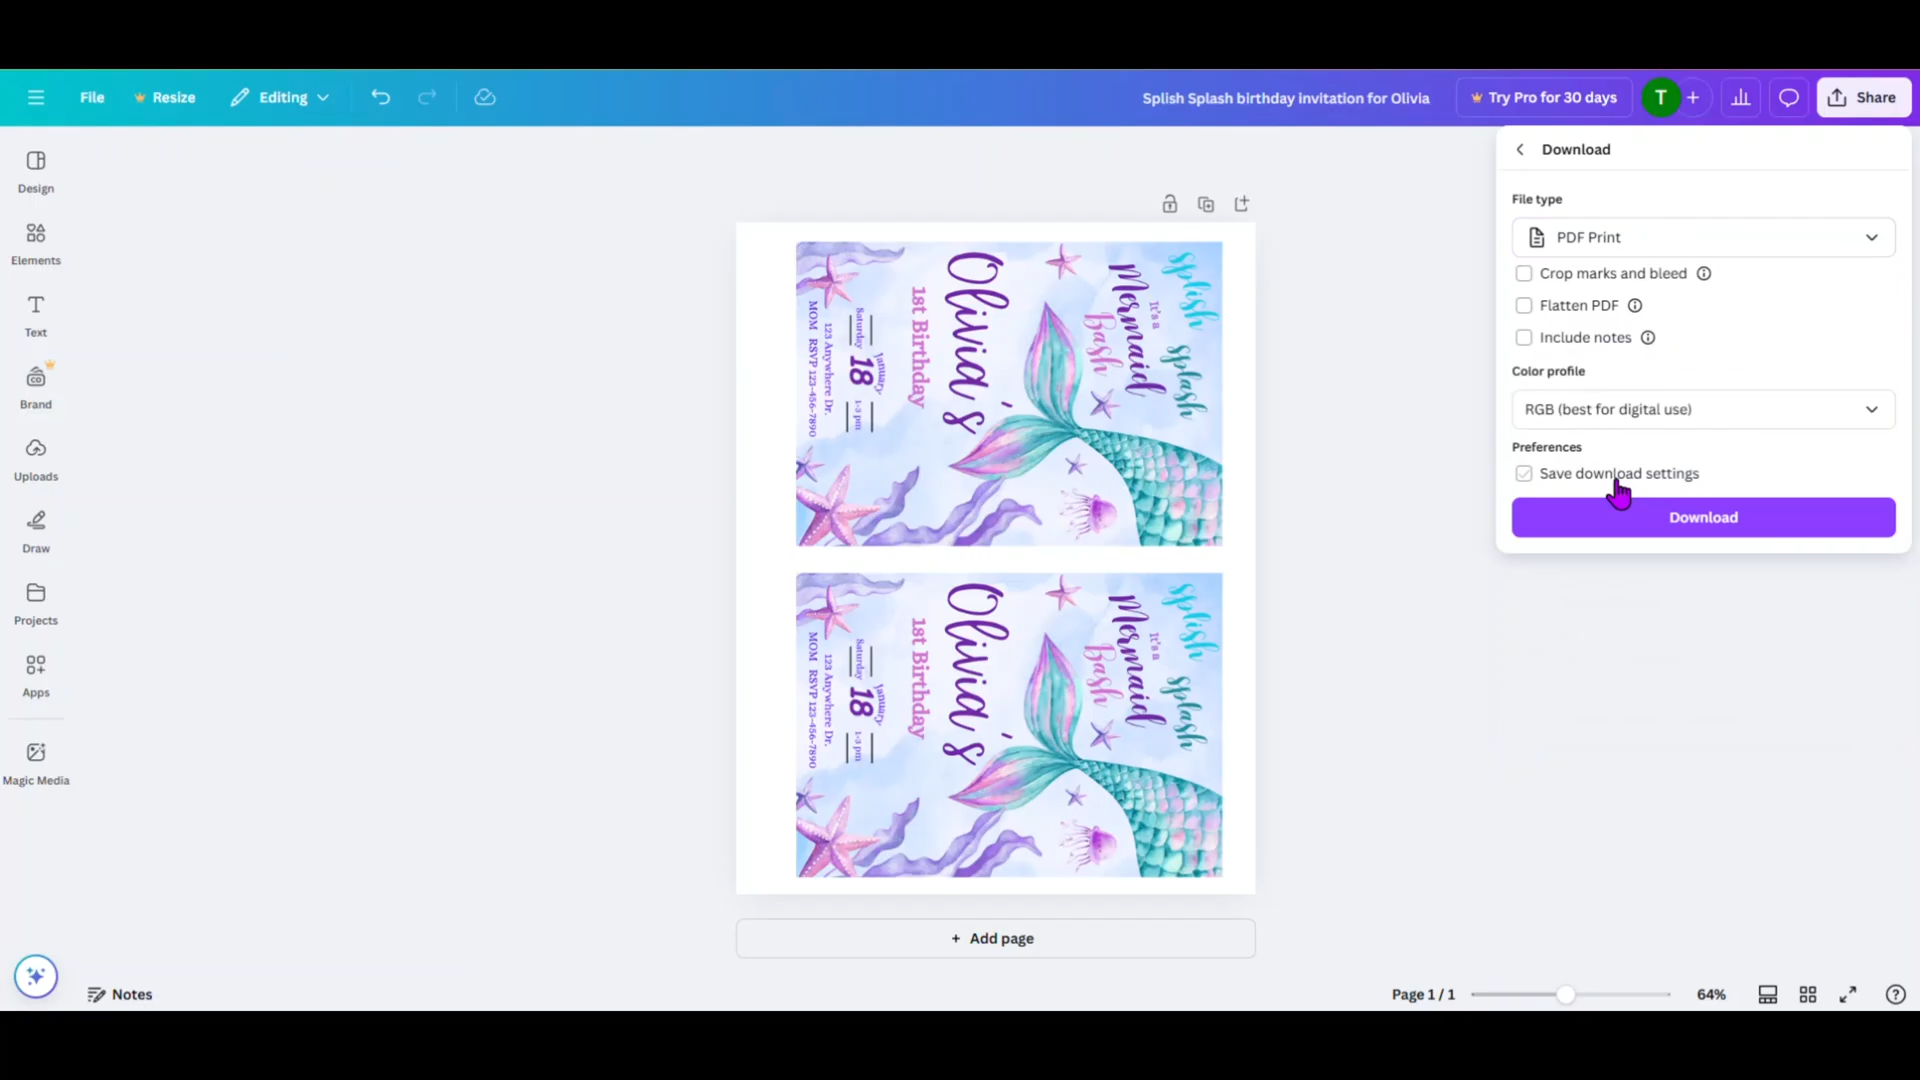 File
Resize
Editing
Splish Splash birthday invitation for Olivia
Try Pro for 30 days
T
Share
Design
Elements
Text
Brand
Uploads
Draw
Projects
Apps
Magic Media
Download
File type
PDF Print
Crop marks and bleed
Flatten PDF
Include notes
Color profile
RGB (best for digital use)
Preferences
Save download settings
Download
splish
splash
It's a
Mermaid
Bash
Olivia's
1st Birthday
January
Saturday 18 1-3 pm
123 Anywhere Dr.
MOM RSVP 123-456-7890
splish
splash
It's a
Mermaid
Bash
Olivia's
1st Birthday
January
Saturday 18 1-3 pm
123 Anywhere Dr.
MOM RSVP 123-456-7890
+ Add page
Notes
Page 1 / 1
64%